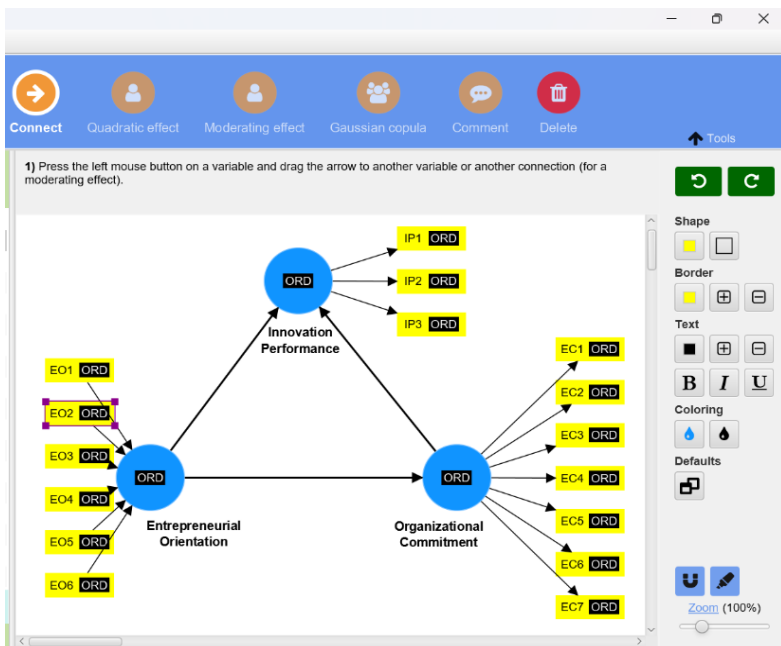 Connect
Quadratic effect
Moderating effect
Gaussian copula
Comment
Delete
Tools
1) Press the left mouse button on a variable and drag the arrow to another variable or another connection (for a
moderating effect).
Shape
Border
Text
B I U
Coloring
Defaults
Zoom (100%)
IP1 ORD
ORD
IP2 ORD
IP3 ORD
Innovation
Performance
EO1 ORD
EO2 ORD
EO3 ORD
EO4 ORD
EO5 ORD
EO6 ORD
ORD
Entrepreneurial
Orientation
ORD
Organizational
Commitment
EC1 ORD
EC2 ORD
EC3 ORD
EC4 ORD
EC5 ORD
EC6 ORD
EC7 ORD